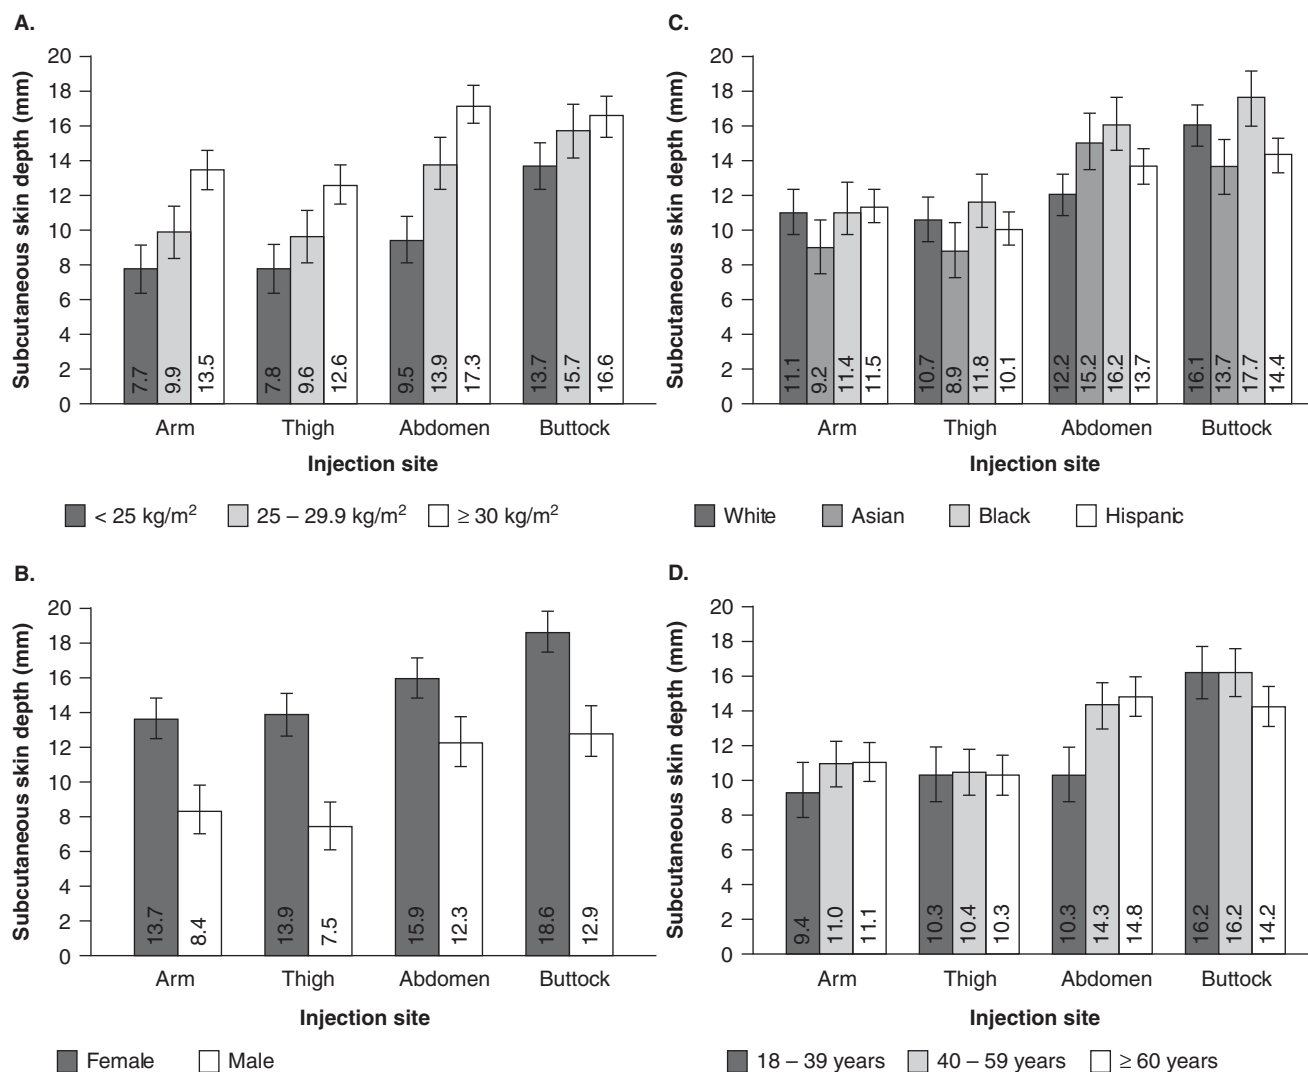 A.
Subcutaneous skin depth (mm)
20
18
16
14
12
10
8
6
4
2
0
7.7 9.9 13.5 7.8 9.6 12.6 9.5 13.9 17.3 13.7 15.7 16.6
Arm Thigh Abdomen Buttock
Injection site
< 25 kg/m² 25 – 29.9 kg/m² ≥ 30 kg/m²
C.
Subcutaneous skin depth (mm)
20
18
16
14
12
10
8
6
4
2
0
11.1 9.2 11.4 11.5 10.7 8.9 11.8 10.1 12.2 15.2 16.2 13.7 16.1 13.7 17.7 14.4
Arm Thigh Abdomen Buttock
Injection site
White Asian Black Hispanic
B.
Subcutaneous skin depth (mm)
20
18
16
14
12
10
8
6
4
2
0
13.7 8.4 13.9 7.5 15.9 12.3 18.6 12.9
Arm Thigh Abdomen Buttock
Injection site
Female Male
D.
Subcutaneous skin depth (mm)
20
18
16
14
12
10
8
6
4
2
0
9.4 11.0 11.1 10.3 10.4 10.3 10.3 14.3 14.8 16.2 16.2 14.2
Arm Thigh Abdomen Buttock
Injection site
18 – 39 years 40 – 59 years ≥ 60 years